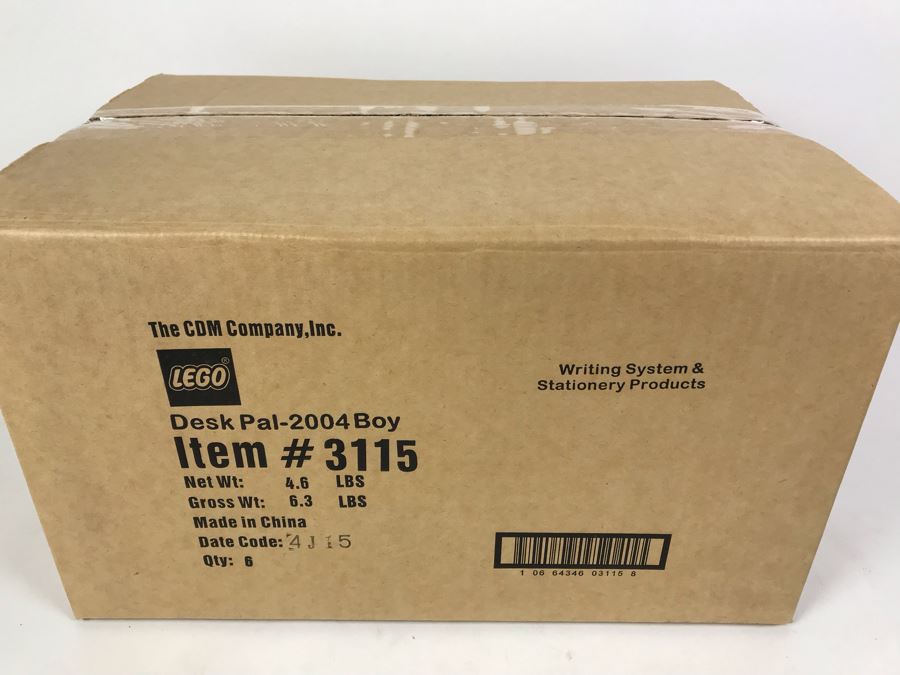 The CDM Company,Inc.
LEGO®
Desk Pal-2004 Boy
Item # 3115
Net Wt: 4.6 LBS
Gross Wt: 6.3 LBS
Made in China
Date Code: 4J15
Qty: 6
Writing System &
Stationery Products
1 06 64346 03115 8